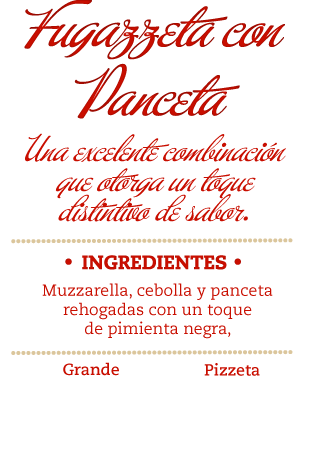 Fugazzeta con
Panceta
Una excelente combinación
que otorga un toque
distintivo de sabor.
• INGREDIENTES •
Muzzarella, cebolla y panceta
rehogadas con un toque
de pimienta negra,
Grande Pizzeta